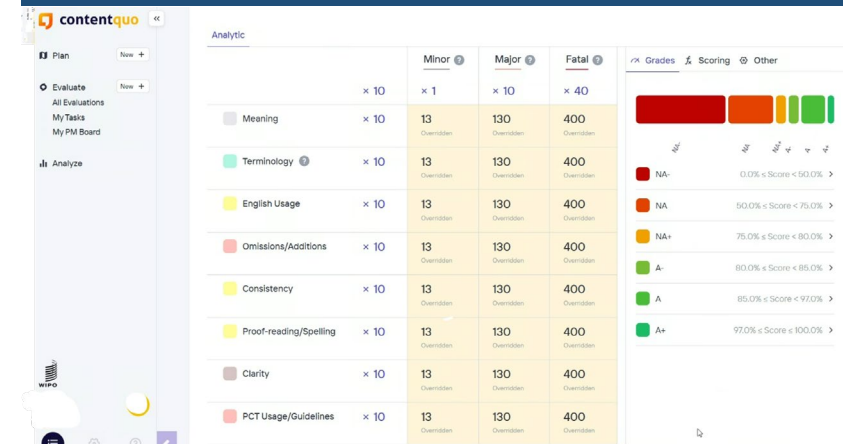 contentquo «
Plan New +
Evaluate New +
All Evaluations
My Tasks
My PM Board
Analyze
WIPO
Analytic
Minor ? Major ? Fatal ?
× 10 × 1 × 10 × 40
Meaning × 10 13 130 400
Overridden Overridden Overridden
Terminology ? × 10 13 130 400
Overridden Overridden Overridden
English Usage × 10 13 130 400
Overridden Overridden Overridden
Omissions/Additions × 10 13 130 400
Overridden Overridden Overridden
Consistency × 10 13 130 400
Overridden Overridden Overridden
Proof-reading/Spelling × 10 13 130 400
Overridden Overridden Overridden
Clarity × 10 13 130 400
Overridden Overridden Overridden
PCT Usage/Guidelines × 10 13 130 400
Overridden Overridden Overridden
Grades Scoring Other
NA- NA NA+ A- A A+
NA- 0.0% ≤ Score < 50.0% >
NA 50.0% ≤ Score < 75.0% >
NA+ 75.0% ≤ Score < 80.0% >
A- 80.0% ≤ Score < 85.0% >
A 85.0% ≤ Score < 97.0% >
A+ 97.0% ≤ Score ≤ 100.0% >